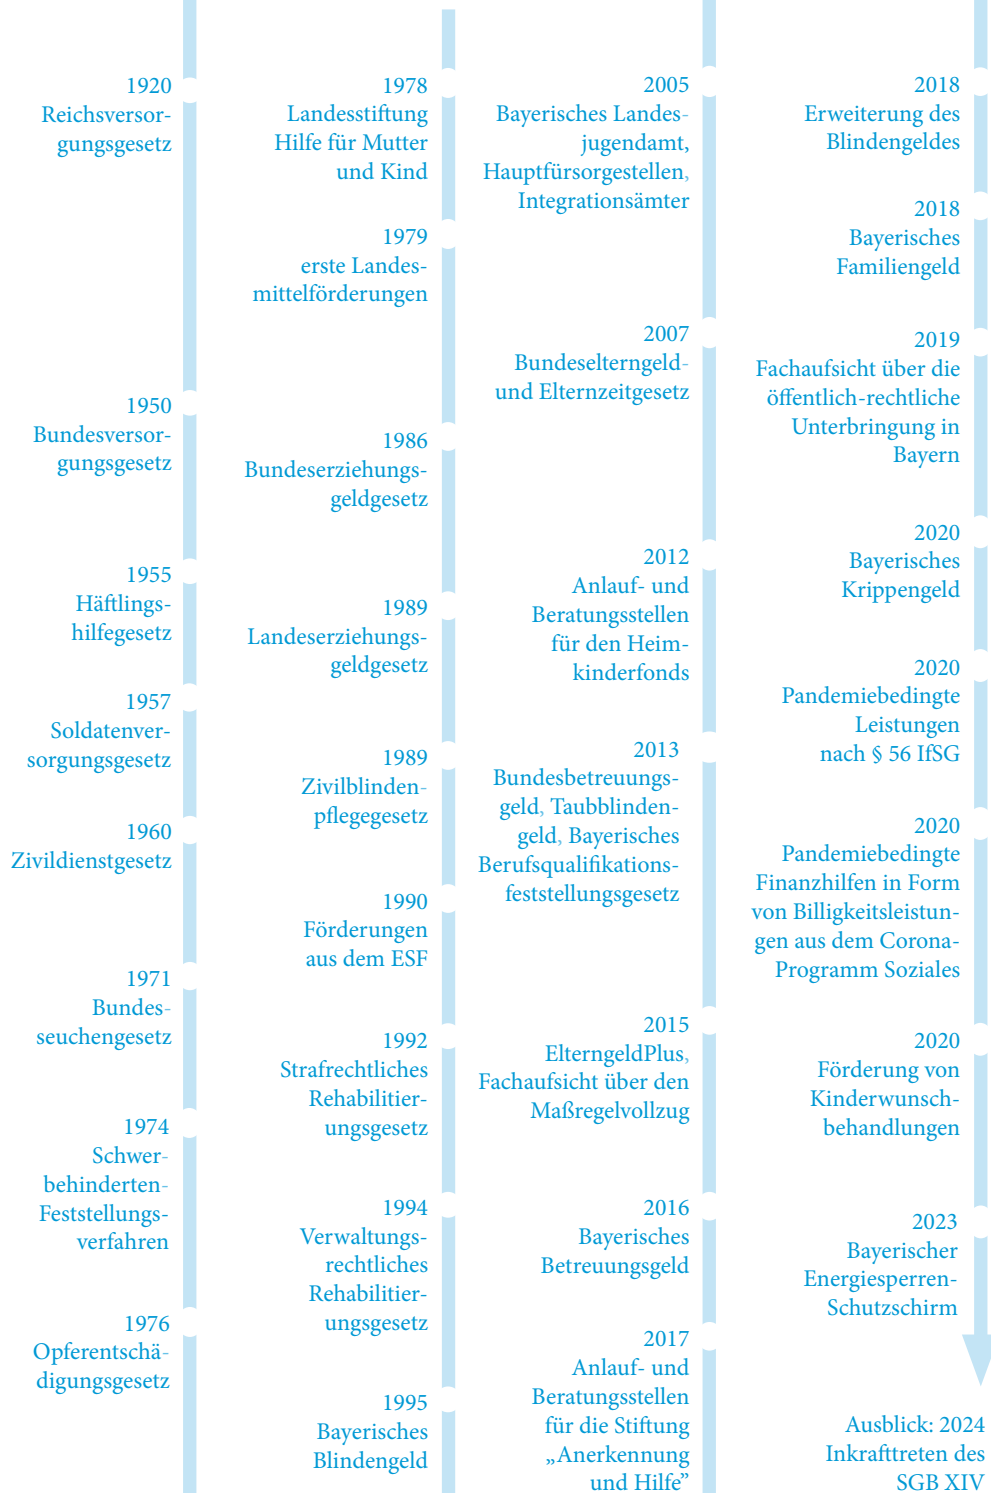 1920
Reichsversor-
gungsgesetz
1950
Bundesversor-
gungsgesetz
1955
Häftlings-
hilfegesetz
1957
Soldatenver-
sorgungsgesetz
1960
Zivildienstgesetz
1971
Bundes-
seuchengesetz
1974
Schwer-
behinderten-
Feststellungs-
verfahren
1976
Opferentschä-
digungsgesetz
1978
Landesstiftung
Hilfe für Mutter
und Kind
1979
erste Landes-
mittelförderungen
1986
Bundeserziehungs-
geldgesetz
1989
Landeserziehungs-
geldgesetz
1989
Zivilblinden-
pflegegesetz
1990
Förderungen
aus dem ESF
1992
Strafrechtliches
Rehabilitier-
ungsgesetz
1994
Verwaltungs-
rechtliches
Rehabilitier-
ungsgesetz
1995
Bayerisches
Blindengeld
2005
Bayerisches Landes-
jugendamt,
Hauptfürsorgestellen,
Integrationsämter
2007
Bundeselterngeld-
und Elternzeitgesetz
2012
Anlauf- und
Beratungsstellen
für den Heim-
kinderfonds
2013
Bundesbetreuungs-
geld, Taubblinden-
geld, Bayerisches
Berufsqualifikations-
feststellungsgesetz
2015
ElterngeldPlus,
Fachaufsicht über den
Maßregelvollzug
2016
Bayerisches
Betreuungsgeld
2017
Anlauf- und
Beratungsstellen
für die Stiftung
„Anerkennung
und Hilfe”
2018
Erweiterung des
Blindengeldes
2018
Bayerisches
Familiengeld
2019
Fachaufsicht über die
öffentlich-rechtliche
Unterbringung in
Bayern
2020
Bayerisches
Krippengeld
2020
Pandemiebedingte
Leistungen
nach § 56 IfSG
2020
Pandemiebedingte
Finanzhilfen in Form
von Billigkeitsleistun-
gen aus dem Corona-
Programm Soziales
2020
Förderung von
Kinderwunsch-
behandlungen
2023
Bayerischer
Energiesperren-
Schutzschirm
Ausblick: 2024
Inkrafttreten des
SGB XIV